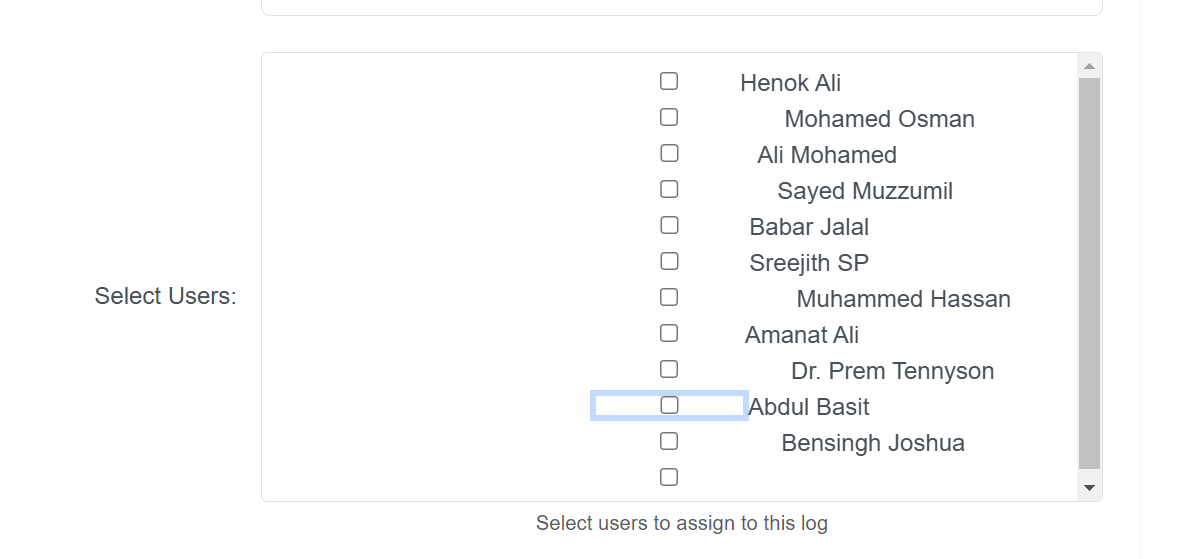 Henok Ali
Mohamed Osman
Ali Mohamed
Sayed Muzzumil
Babar Jalal
Sreejith SP
Select Users:
Muhammed Hassan
Amanat Ali
Dr. Prem Tennyson
Abdul Basit
Bensingh Joshua
Select users to assign to this log